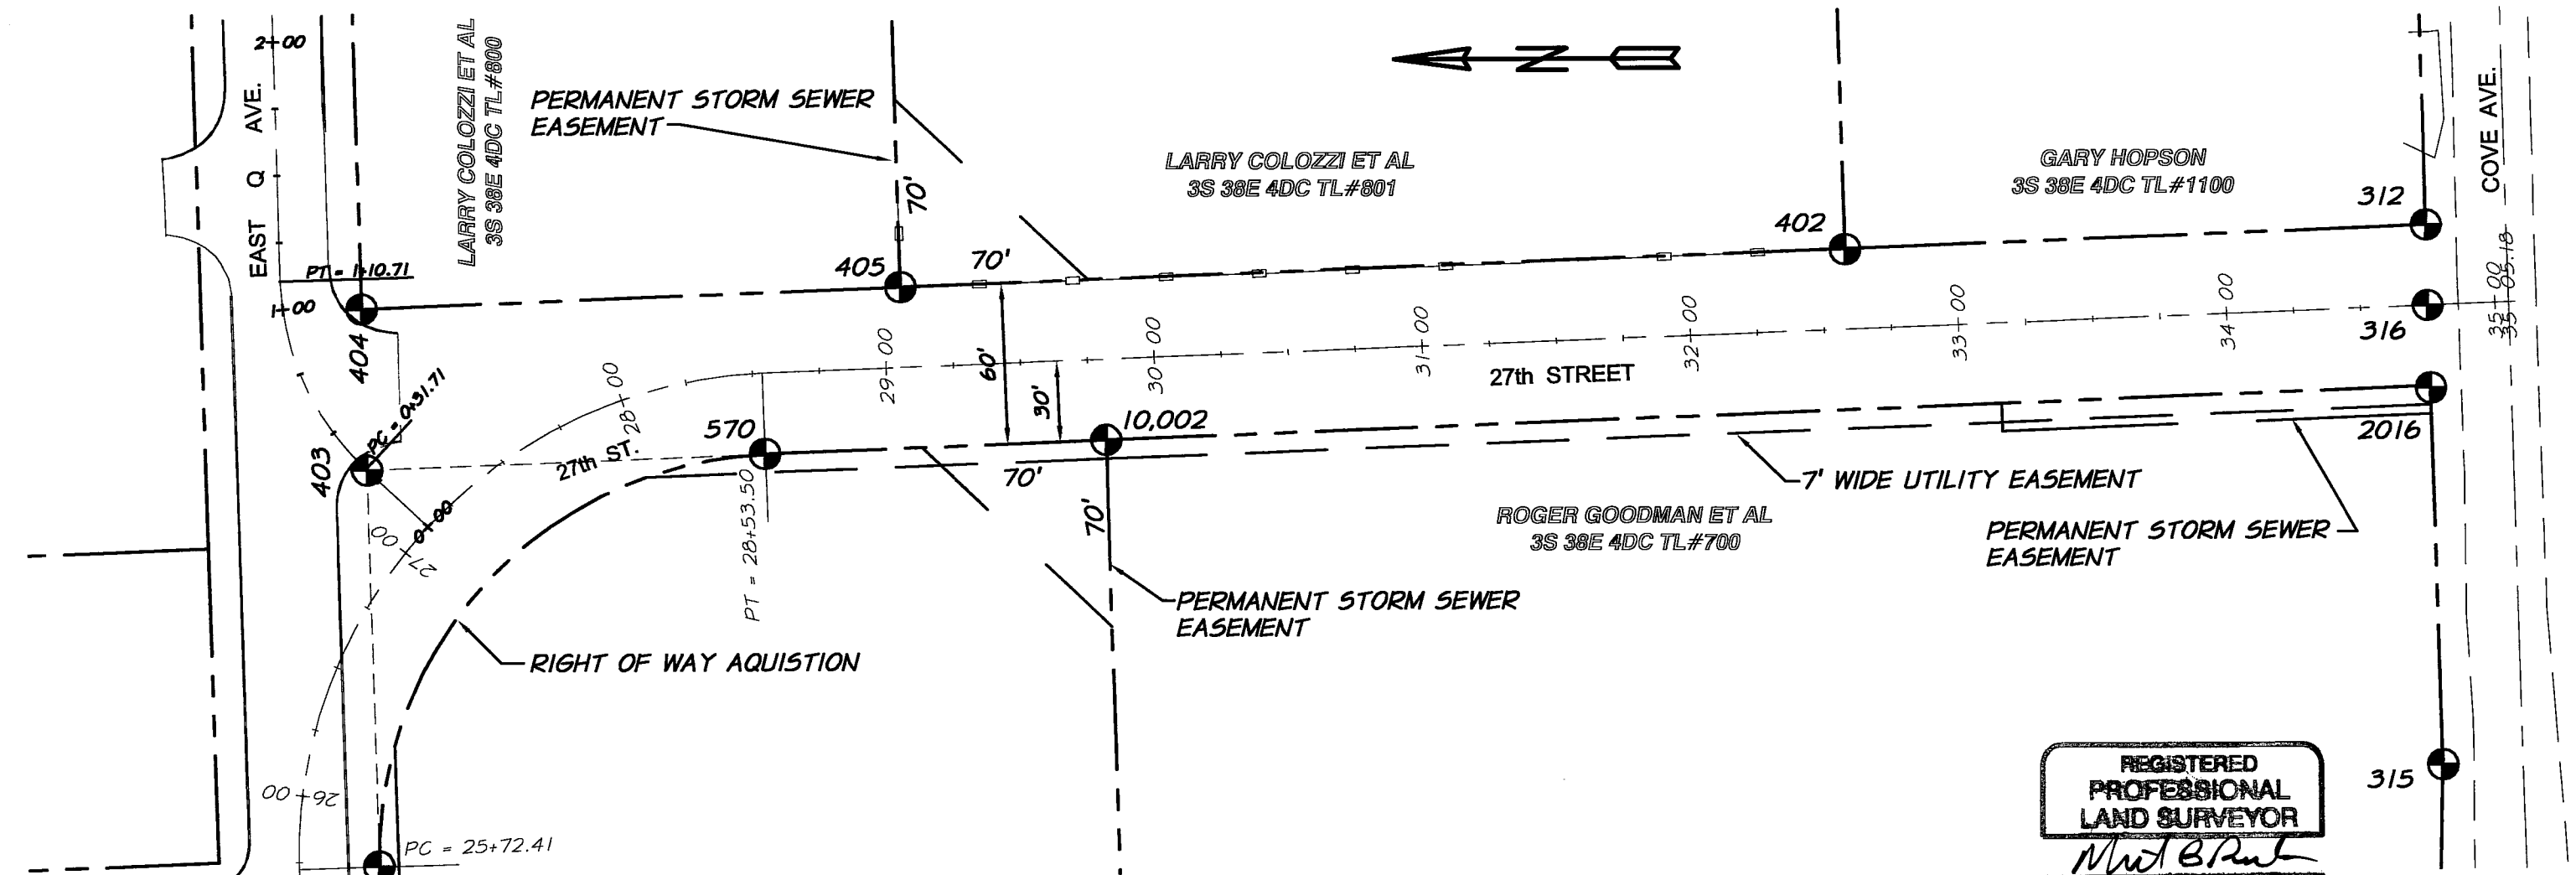 2+00
EAST Q AVE.
LARRY COLOZZI ET AL
3S 38E 4DC TL#800
PERMANENT STORM SEWER
EASEMENT
70'
N
LARRY COLOZZI ET AL
3S 38E 4DC TL#801
GARY HOPSON
3S 38E 4DC TL#1100
COVE AVE.
312
402
405
70'
PT = 1+10.71
1+00
404
29+00
60'
30'
30+00
31+00
32+00
33+00
34+00
35+00
35+05.18
316
27th STREET
28+00
PC = 0+31.71
403
27th ST.
570
10,002
70'
70'
2016
7' WIDE UTILITY EASEMENT
0+00
27+00
PT = 28+53.50
ROGER GOODMAN ET AL
3S 38E 4DC TL#700
PERMANENT STORM SEWER
EASEMENT
PERMANENT STORM SEWER
EASEMENT
RIGHT OF WAY AQUISTION
26+00
PC = 25+72.41
315
REGISTERED
PROFESSIONAL
LAND SURVEYOR